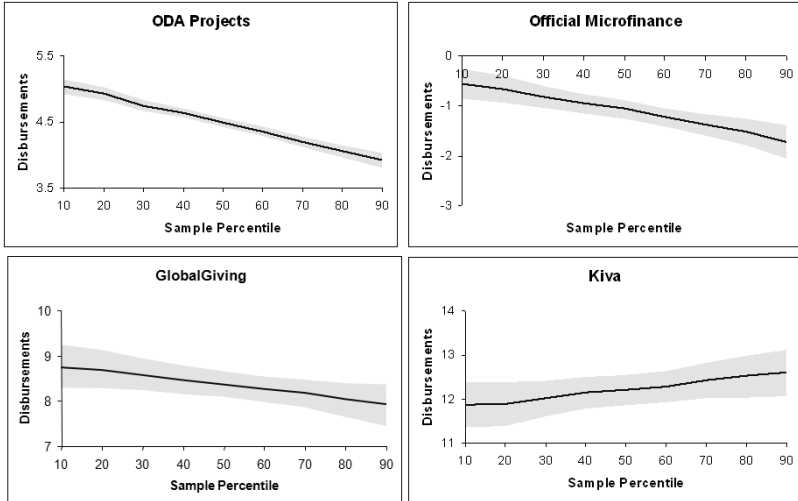 ODA Projects
5.5
4.5
3.5
Disbursements
10 20 30 40 50 60 70 80 90
Sample Percentile
Official Microfinance
0
-1
-2
-3
Disbursements
10 20 30 40 50 60 70 80 90
Sample Percentile
GlobalGiving
10
9
8
7
Disbursements
10 20 30 40 50 60 70 80 90
Sample Percentile
Kiva
14
13
12
11
Disbursements
10 20 30 40 50 60 70 80 90
Sample Percentile